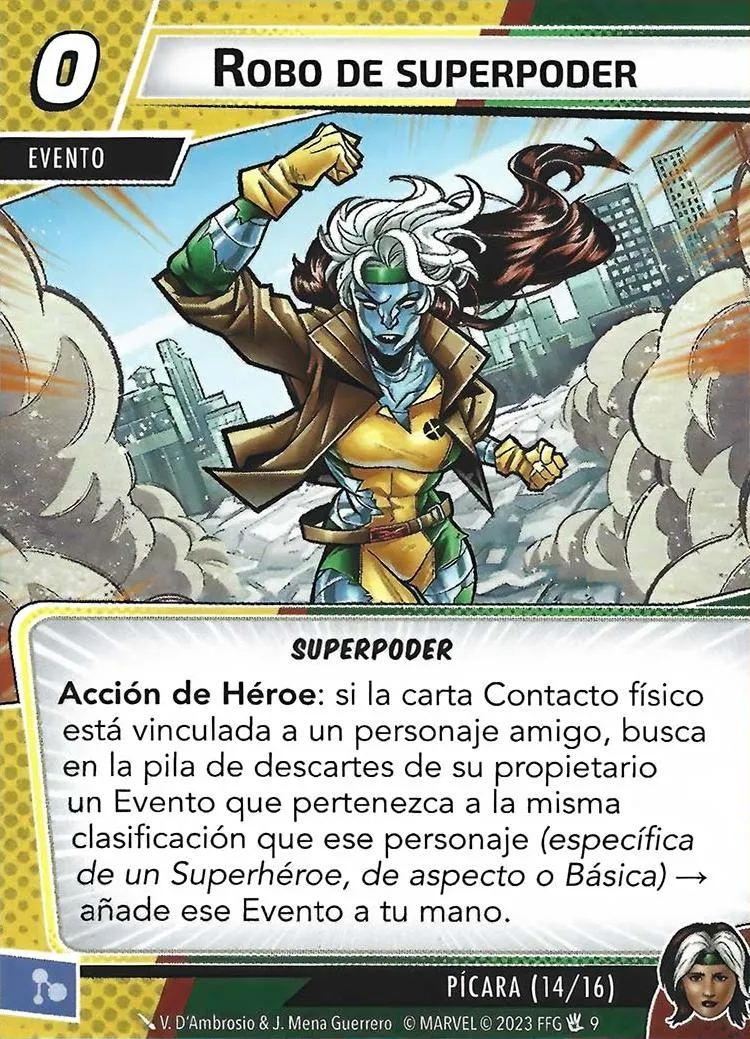 0
ROBO DE SUPERPODER
EVENTO
SUPERPODER
Acción de Héroe: si la carta Contacto físico
está vinculada a un personaje amigo, busca
en la pila de descartes de su propietario
un Evento que pertenezca a la misma
clasificación que ese personaje (específica
de un Superhéroe, de aspecto o Básica) →
añade ese Evento a tu mano.
PÍCARA (14/16)
V. D'Ambrosio & J. Mena Guerrero © MARVEL © 2023 FFG 9